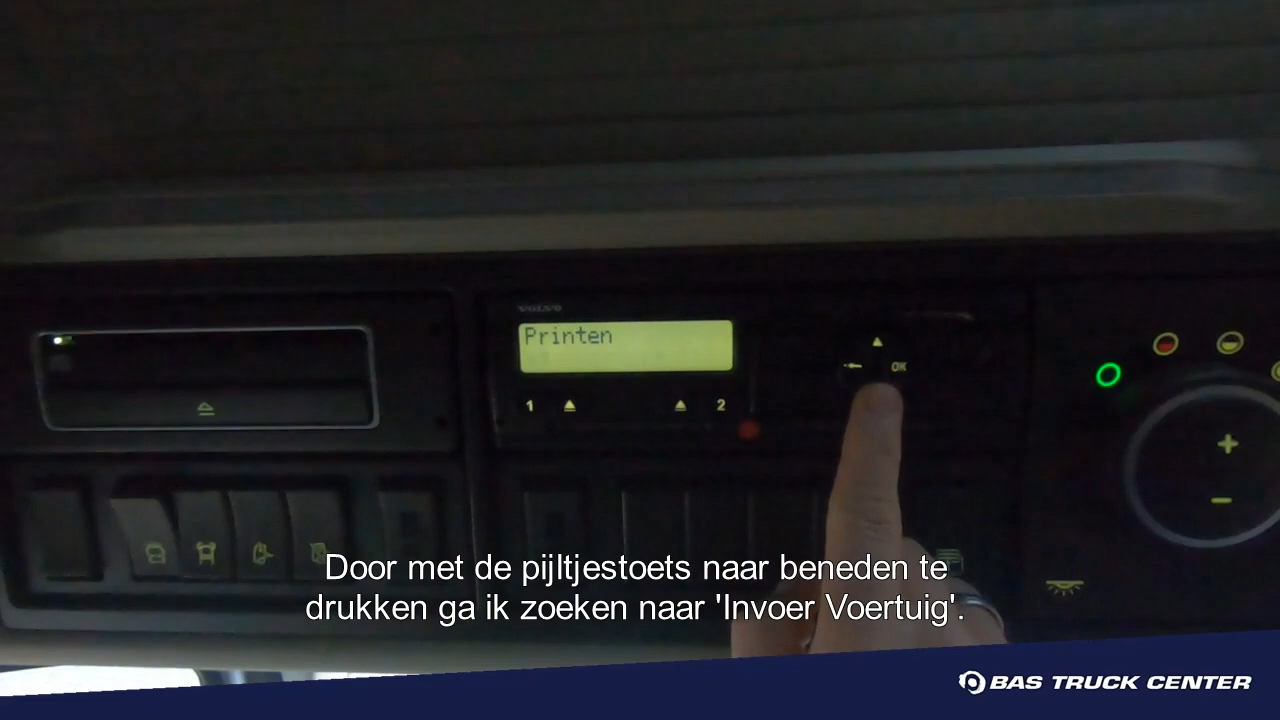 VOLVO
Printen
OK
1 2
+
-
Door met de pijltjestoets naar beneden te
drukken ga ik zoeken naar 'Invoer Voertuig'.
BAS TRUCK CENTER